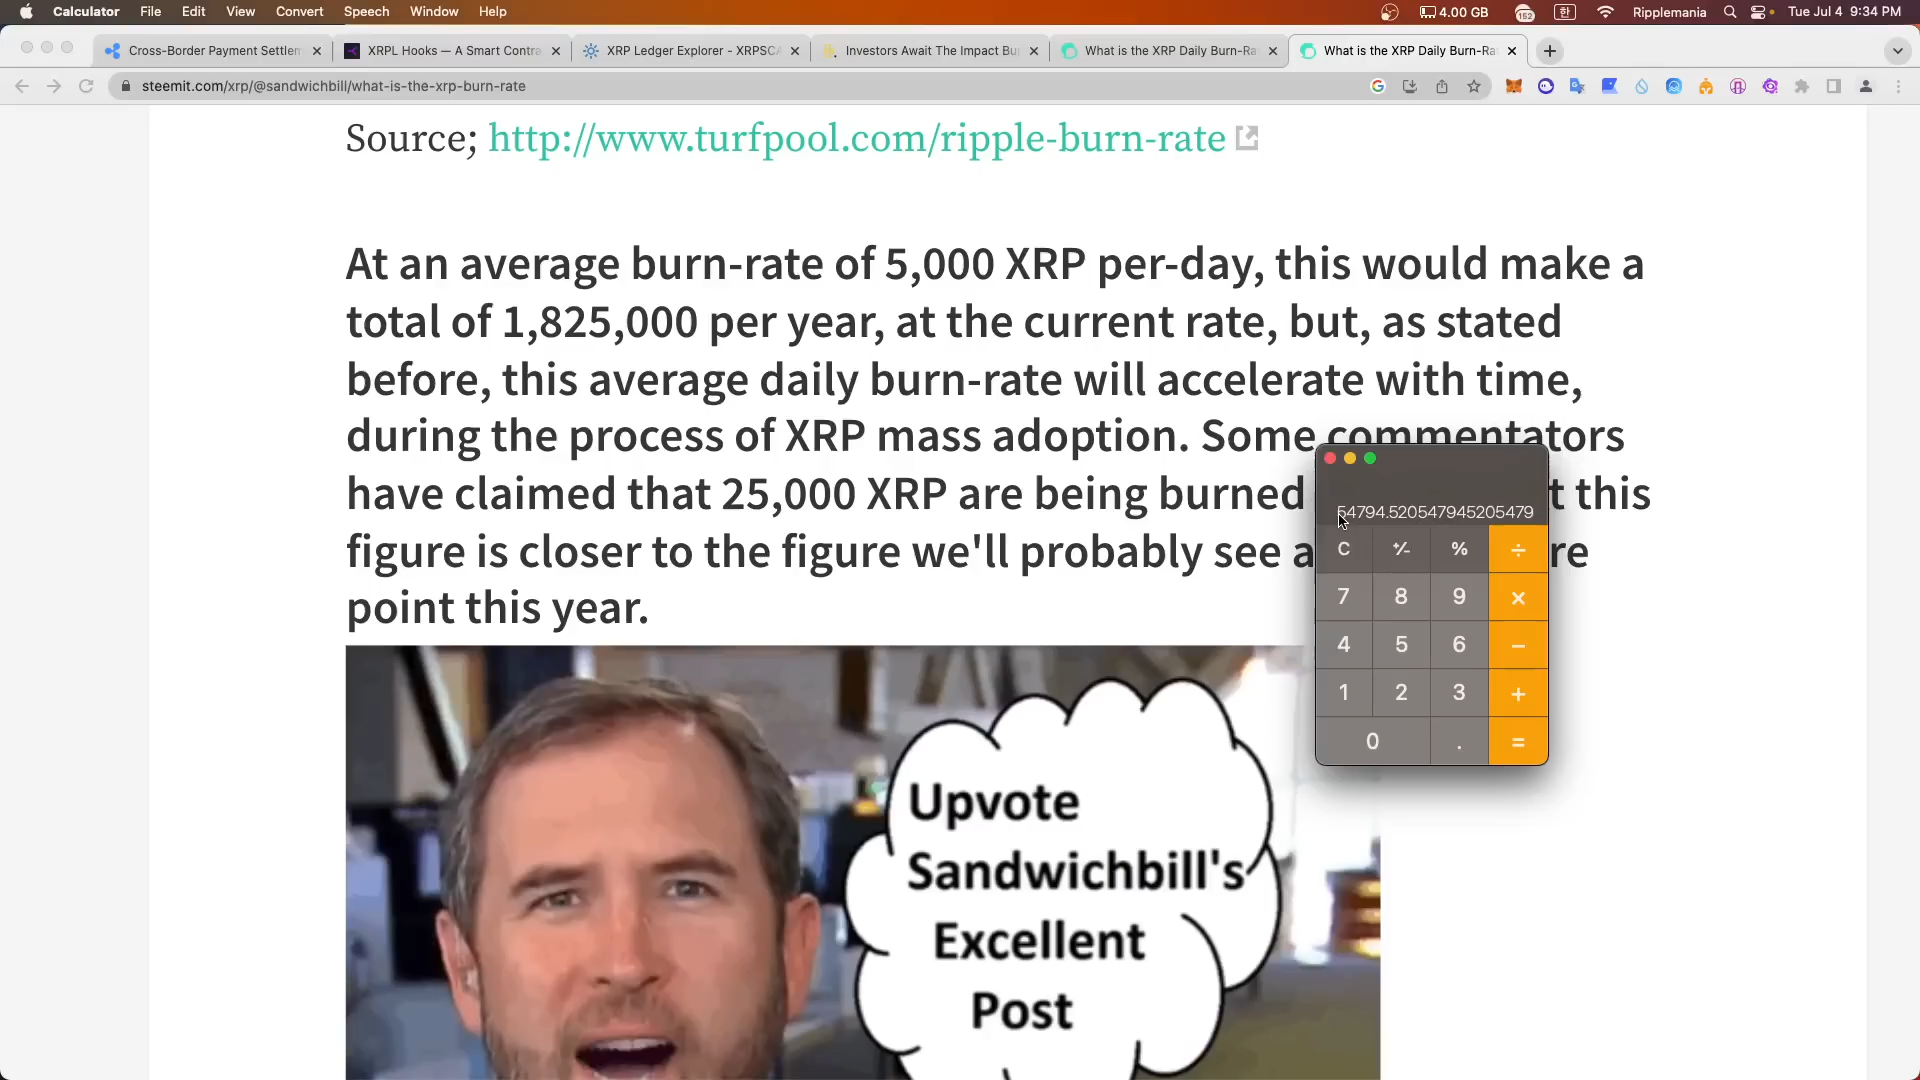 Calculator File Edit View Convert Speech Window Help 4.00 GB 152 한 Ripplemania Tue Jul 4 9:34 PM
Cross-Border Payment Settlem XRPL Hooks — A Smart Contra XRP Ledger Explorer - XRPSCA Investors Await The Impact Bu What is the XRP Daily Burn-Ra What is the XRP Daily Burn-Ra
steemit.com/xrp/@sandwichbill/what-is-the-xrp-burn-rate
Source; http://www.turfpool.com/ripple-burn-rate
At an average burn-rate of 5,000 XRP per-day, this would make a
total of 1,825,000 per year, at the current rate, but, as stated
before, this average daily burn-rate will accelerate with time,
during the process of XRP mass adoption. Some commentators
have claimed that 25,000 XRP are being burned t this
figure is closer to the figure we'll probably see a re
point this year.
54794.520547945205479
C +∕- % ÷
7 8 9 ×
4 5 6 −
1 2 3 +
0 . =
Upvote
Sandwichbill's
Excellent
Post